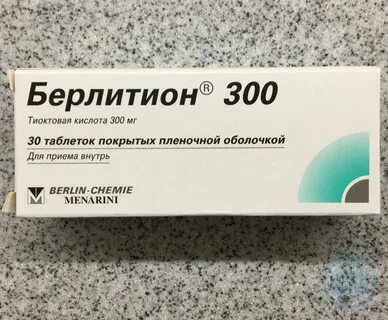 Берлитион® 300
Тиоктовая кислота 300 мг
30 таблеток покрытых пленочной оболочкой
Для приема внутрь
BERLIN-CHEMIE
MENARINI